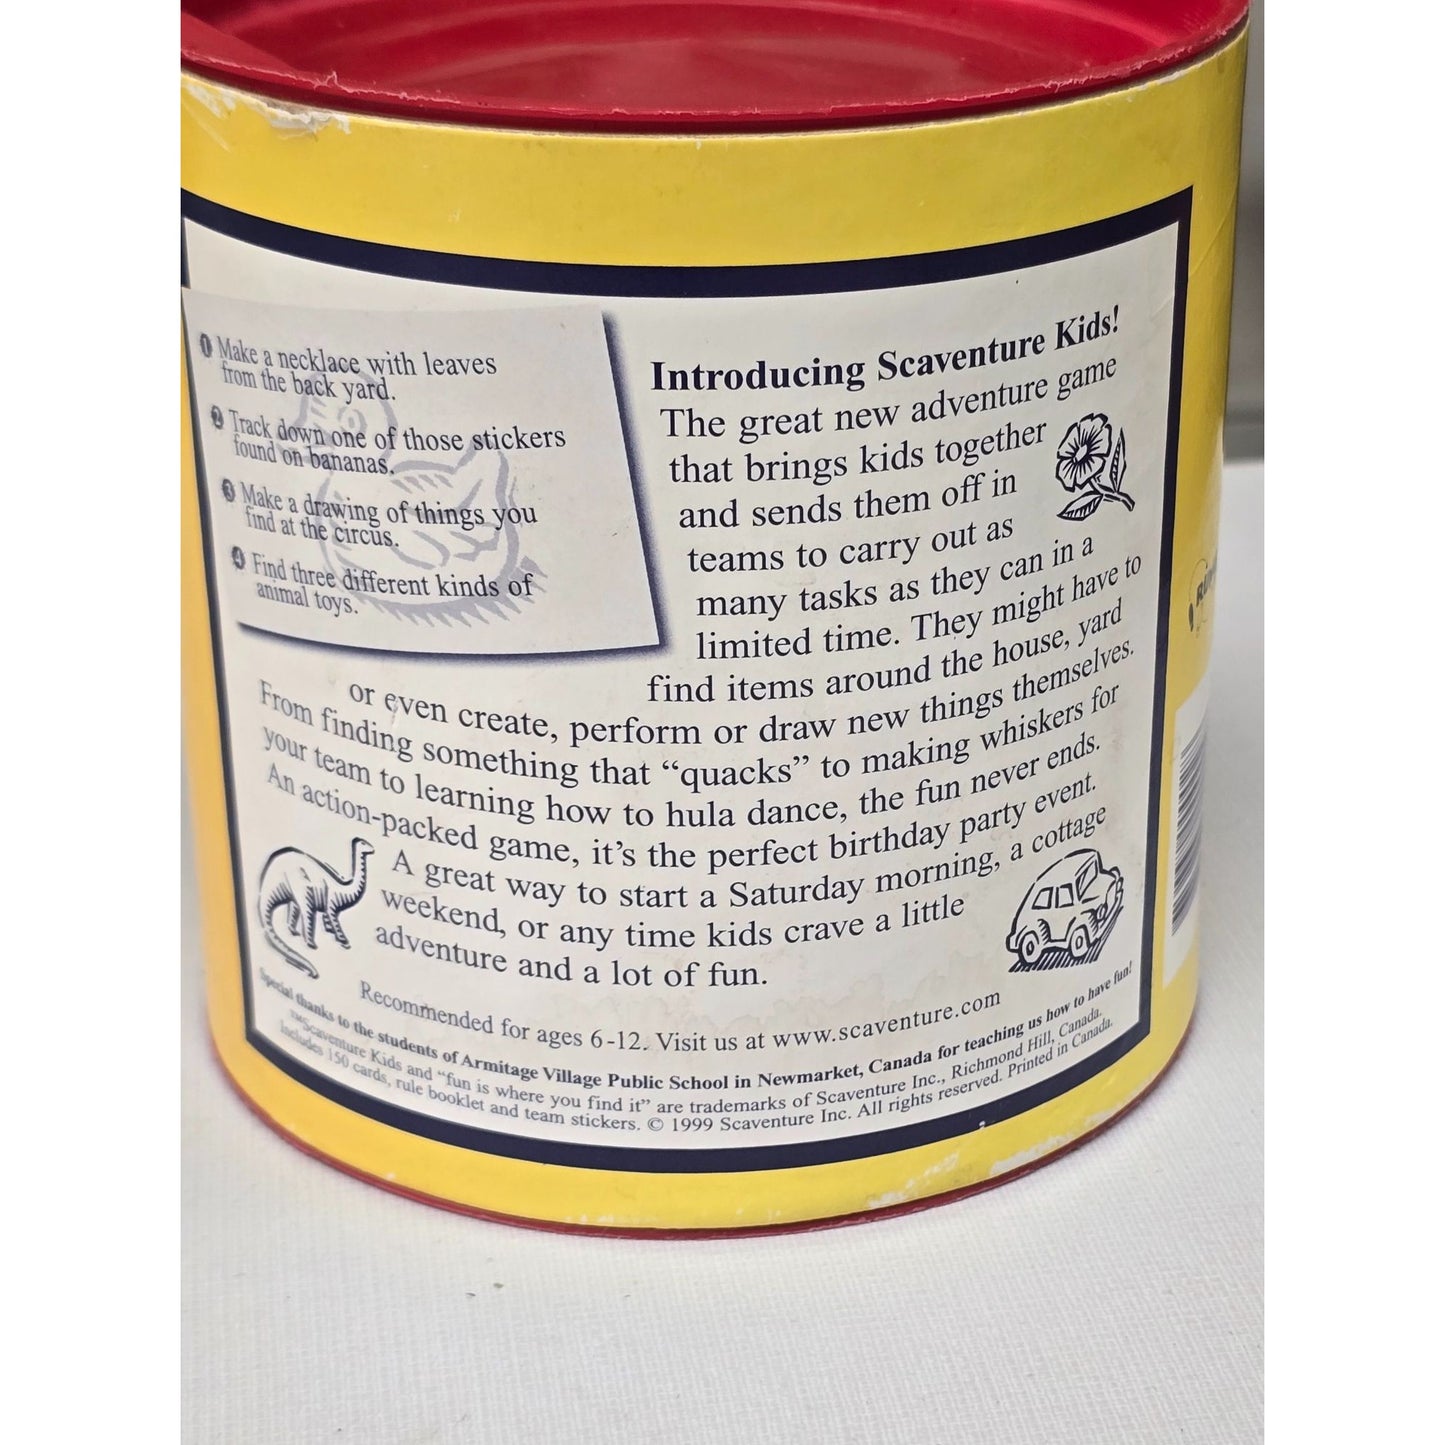 1 Make a necklace with leaves
from the back yard.
2 Track down one of those stickers
found on bananas.
3 Make a drawing of things you
find at the circus.
4 Find three different kinds of
animal toys.
Introducing Scaventure Kids!
The great new adventure game
that brings kids together
and sends them off in
teams to carry out as
many tasks as they can in a
limited time. They might have to
find items around the house, yard
or even create, perform or draw new things themselves.
From finding something that “quacks” to making whiskers for
your team to learning how to hula dance, the fun never ends.
An action-packed game, it’s the perfect birthday party event.
A great way to start a Saturday morning, a cottage
weekend, or any time kids crave a little
adventure and a lot of fun.
Recommended for ages 6-12. Visit us at www.scaventure.com
Special thanks to the students of Armitage Village Public School in Newmarket, Canada for teaching us how to have fun!
™Scaventure Kids and “fun is where you find it” are trademarks of Scaventure Inc., Richmond Hill, Canada.
Includes 150 cards, rule booklet and team stickers. © 1999 Scaventure Inc. All rights reserved. Printed in Canada.